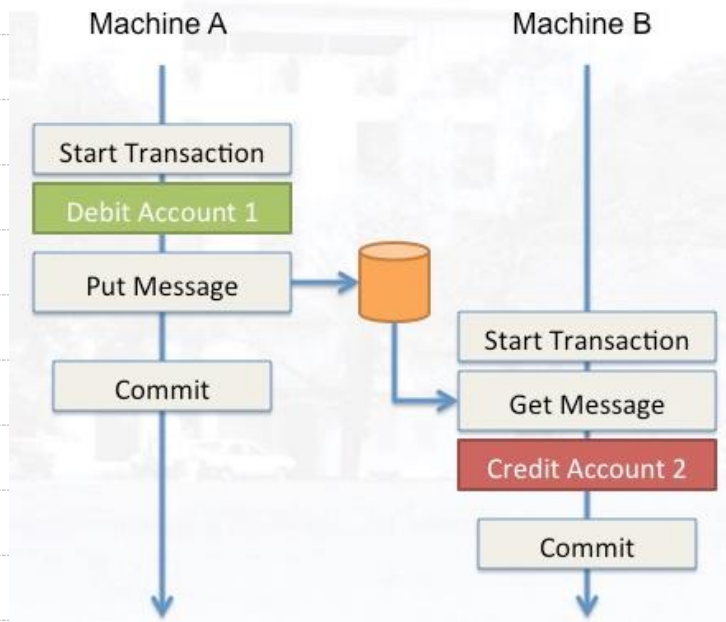 Machine A
Machine B
Start Transaction
Debit Account 1
Put Message
Commit
Start Transaction
Get Message
Credit Account 2
Commit